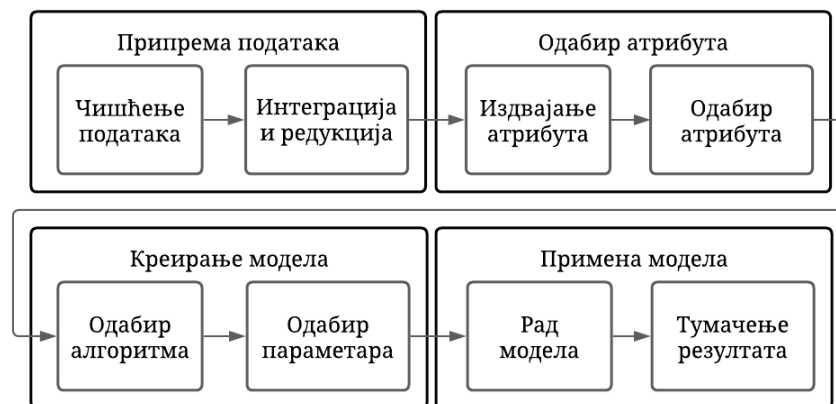 Припрема података
Чишћење
података
Интеграција
и редукција
Одабир атрибута
Издвајање
атрибута
Одабир
атрибута
Креирање модела
Одабир
алгоритма
Одабир
параметара
Примена модела
Рад
модела
Тумачење
резултата